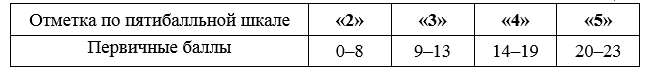 Отметка по пятибалльной шкале «2» «3» «4» «5»
Первичные баллы 0–8 9–13 14–19 20–23